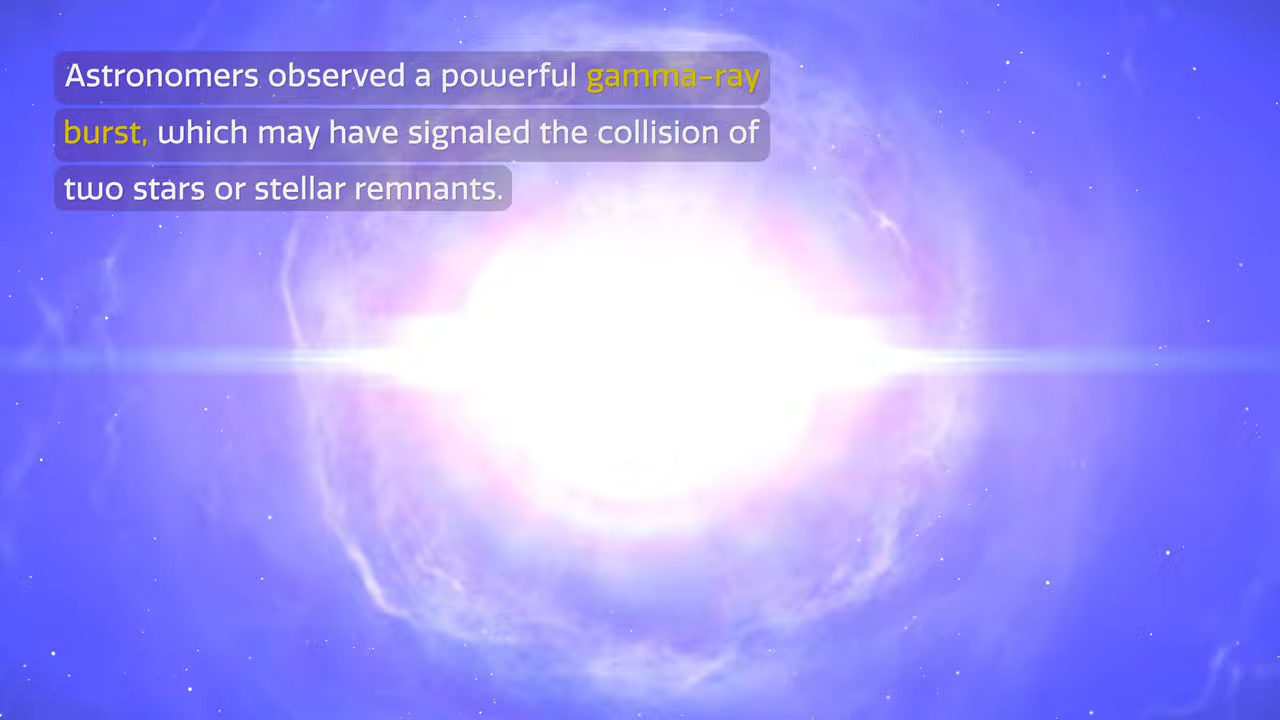 Astronomers observed a powerful gamma-ray
burst, which may have signaled the collision of
two stars or stellar remnants.